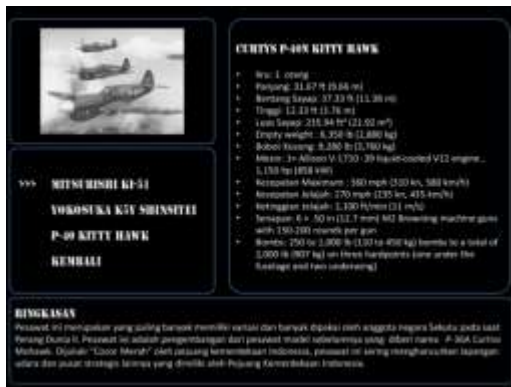 CURTYS P-40N KITTY HAWK
Kru: 1 orang
Panjang: 31.67 ft (9.66 m)
Bentang Sayap: 37.33 ft (11.38 m)
Tinggi: 12.33 ft (3.76 m)
Luas Sayap: 235.94 ft² (21.92 m²)
Empty weight : 6,350 lb (2,880 kg)
Bobot Kosong: 8,280 lb (3,760 kg)
Mesin: 1× Allison V-1710 -39 liquid-cooled V12 engine,,
1,150 hp (858 kW)
Kecepatan Maximum : 360 mph (310 kn, 580 km/h)
Kecepatan Jelajah: 270 mph (235 kn, 435 km/h)
Ketinggian Jelajah: 2,100 ft/min (11 m/s)
Senapan: 6 × .50 in (12.7 mm) M2 Browning machine guns
with 150-200 rounds per gun
Bombs: 250 to 1,000 lb (110 to 450 kg) bombs to a total of
2,000 lb (907 kg) on three hardpoints (one under the
fuselage and two underwing)
>>> MITSUBISHI KI-51
YOKOSUKA K5Y SHINSITEI
P-40 KITTY HAWK
KEMBALI
RINGKASAN
Pesawat ini merupakan yang paling banyak memiliki variasi dan banyak dipakai oleh anggota negara Sekutu pada saat
Perang Dunia II. Pesawat ini adalah pengembangan dari pesawat model sebelumnya yang diberi nama P-36A Curtiss
Mohawk. Dijuluki "Cocor Merah" oleh pejuang kemerdekaan Indonesia, pesawat ini sering menghancurkan lapangan
udara dan pusat strategis lainnya yang dimiliki oleh Pejuang Kemerdekaan Indonesia.